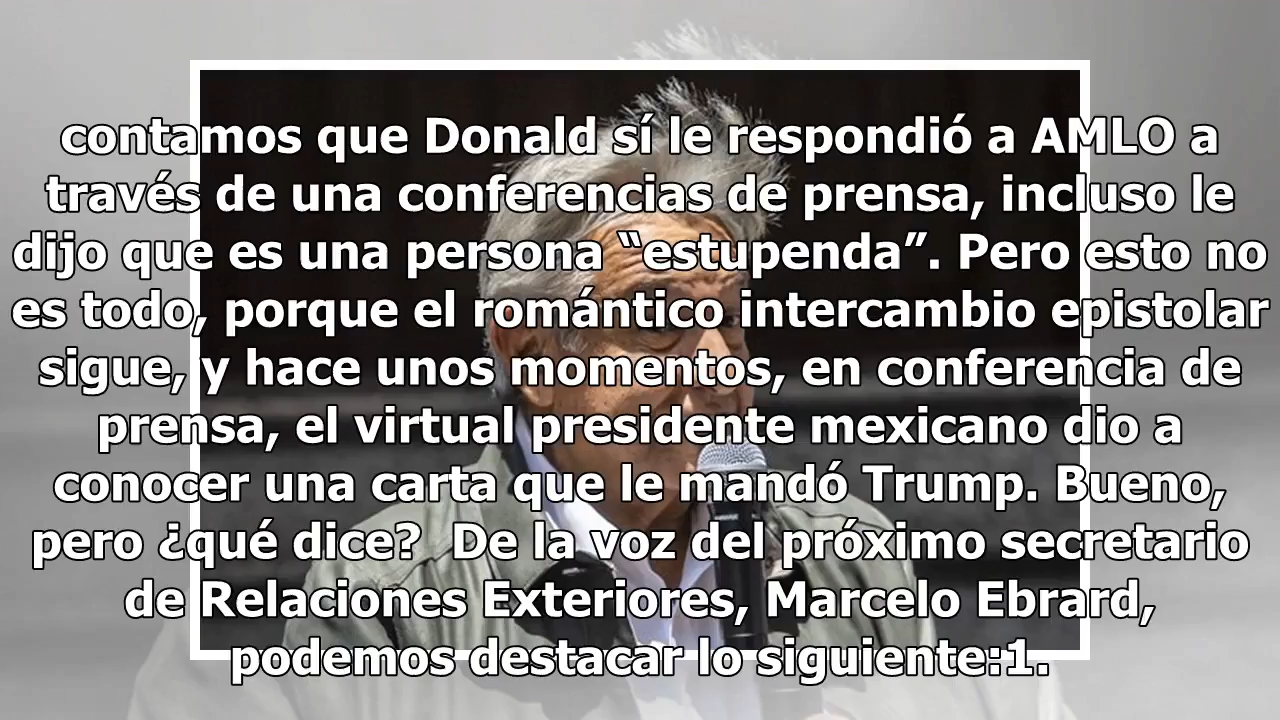 contamos que Donald sí le respondió a AMLO a
través de una conferencias de prensa, incluso le
dijo que es una persona “estupenda”. Pero esto no
es todo, porque el romántico intercambio epistolar
sigue, y hace unos momentos, en conferencia de
prensa, el virtual presidente mexicano dio a
conocer una carta que le mandó Trump. Bueno,
pero ¿qué dice?  De la voz del próximo secretario
de Relaciones Exteriores, Marcelo Ebrard,
podemos destacar lo siguiente:1.